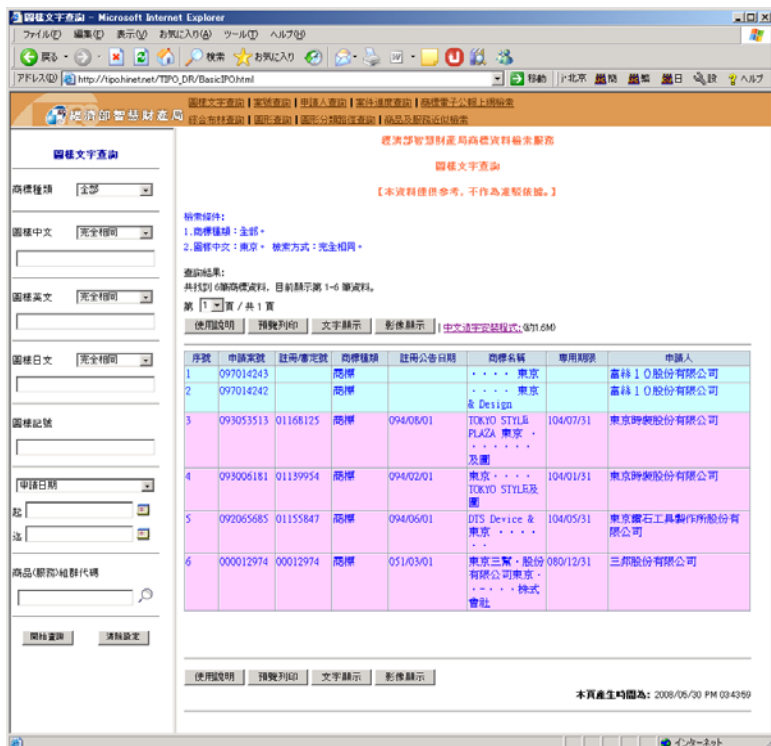 圖樣文字查詢 - Microsoft Internet Explorer
ファイル(F) 編集(E) 表示(V) お気に入り(A) ツール(T) ヘルプ(H)
戻る 検索 お気に入り
アドレス(D) http://tipo.hinet.net/TIPO_DR/BasicIPO.html 移動 ヘルプ
圖樣文字查詢 | 案號查詢 | 申請人查詢 | 案件進度查詢 | 商標電子公報上網檢索
經濟部智慧財產局
綜合布林查詢 | 圖形查詢 | 圖形分類路徑查詢 | 商品及服務近似檢索
圖樣文字查詢
商標種類 全部
圖樣中文 完全相同
圖樣英文 完全相同
圖樣日文 完全相同
圖樣記號
申請日期
起
迄
商品(服務)組群代碼
開始查詢 清除設定
經濟部智慧財產局商標資料檢索服務
圖樣文字查詢
【本資料僅供參考，不作為准駁依據。】
檢索條件:
1.商標種類：全部。
2.圖樣中文：東京。 檢索方式：完全相同。
查詢結果:
共找到 6筆商標資料，目前顯示第 1-6 筆資料。
第 1 頁 / 共 1 頁
使用說明 預覽列印 文字顯示 影像顯示 | 中文造字安裝程式:(約1.6M)
序號 申請案號 註冊/審定號 商標種類 註冊公告日期 商標名稱 專用期限 申請人
1 097014243 商標 ・・・・ 東京 富綠１０股份有限公司
2 097014242 商標 ・・・・ 東京 & Design 富綠１０股份有限公司
3 093053513 01168125 商標 094/08/01 TOKYO STYLE PLAZA 東京 ・・・・・・・及圖 104/07/31 東京時裝股份有限公司
4 093006181 01139954 商標 094/02/01 東京・・・・TOKYO STYLE及圖 104/01/31 東京時裝股份有限公司
5 092065685 01155847 商標 094/06/01 DTS Device & 東京 ・・・・・・ 104/05/31 東京鑽石工具製作所股份有限公司
6 000012974 00012974 商標 051/03/01 東京三幫・股份有限公司東京・・-・・・株式會社 080/12/31 三邦股份有限公司
使用說明 預覽列印 文字顯示 影像顯示
本頁產生時間為: 2008/05/30 PM 03:43:59
インターネット